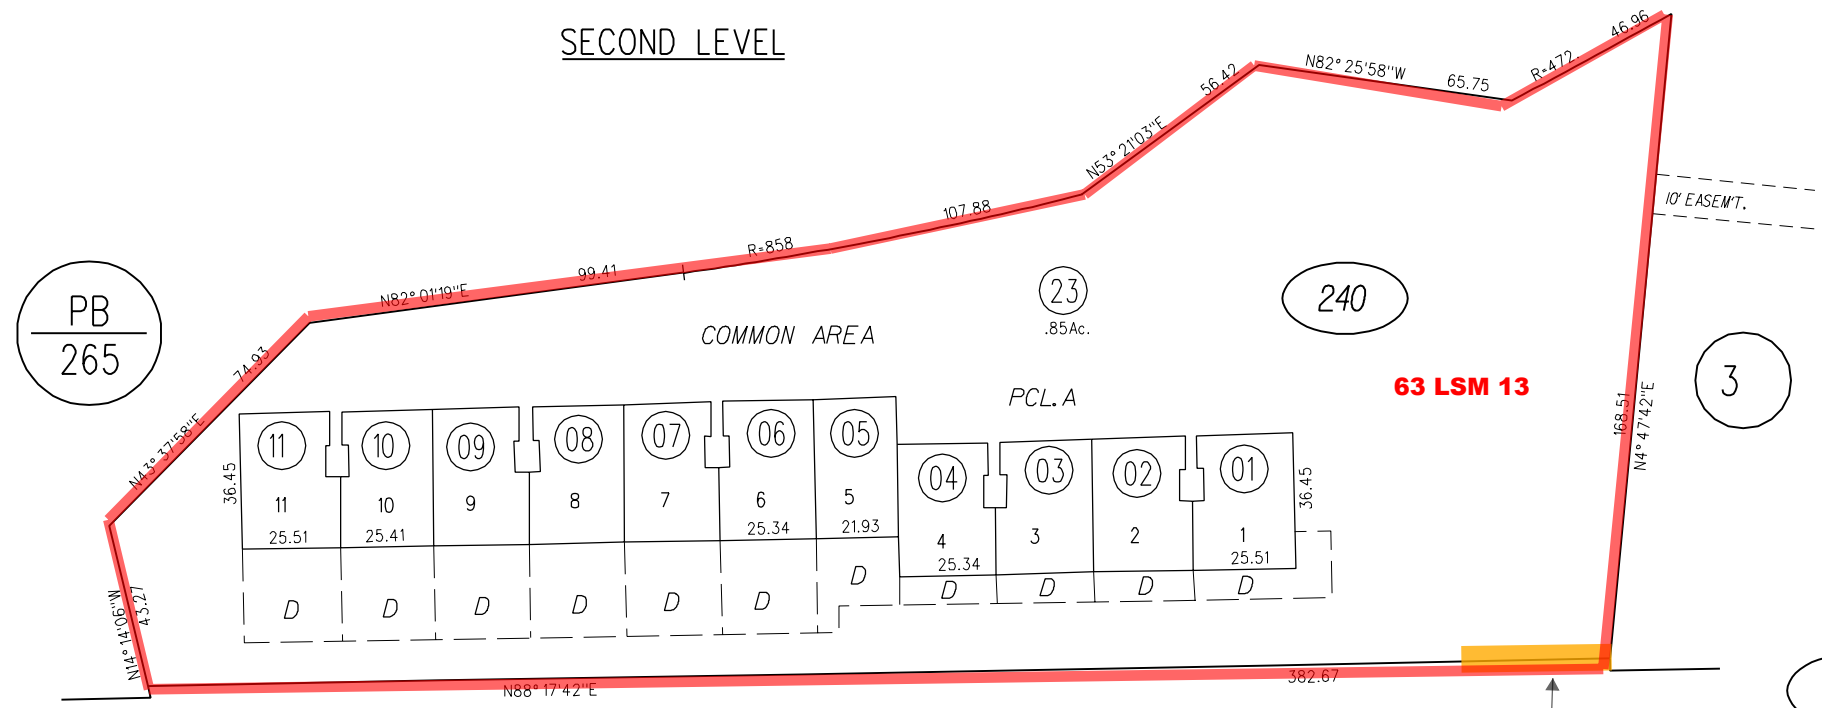 SECOND LEVEL
46.96
R=472.
N82° 25'58"W
65.75
56.42
N53° 21'03"E
107.88
R=858
99.41
N82° 01'19"E
10' EASEM'T.
PB
265
23
.85Ac.
240
COMMON AREA
74.93
N43° 37'58"E
PCL. A
63 LSM 13
3
168.51
N4° 47'42"E
11
10
09
08
07
06
05
04
03
02
01
36.45
36.45
11
10
9
8
7
6
5
4
3
2
1
25.51
25.41
25.34
21.93
25.34
25.51
D
D
D
D
D
D
D
D
D
D
D
N14° 14'06"W
43.27
N88° 17'42"E
382.67